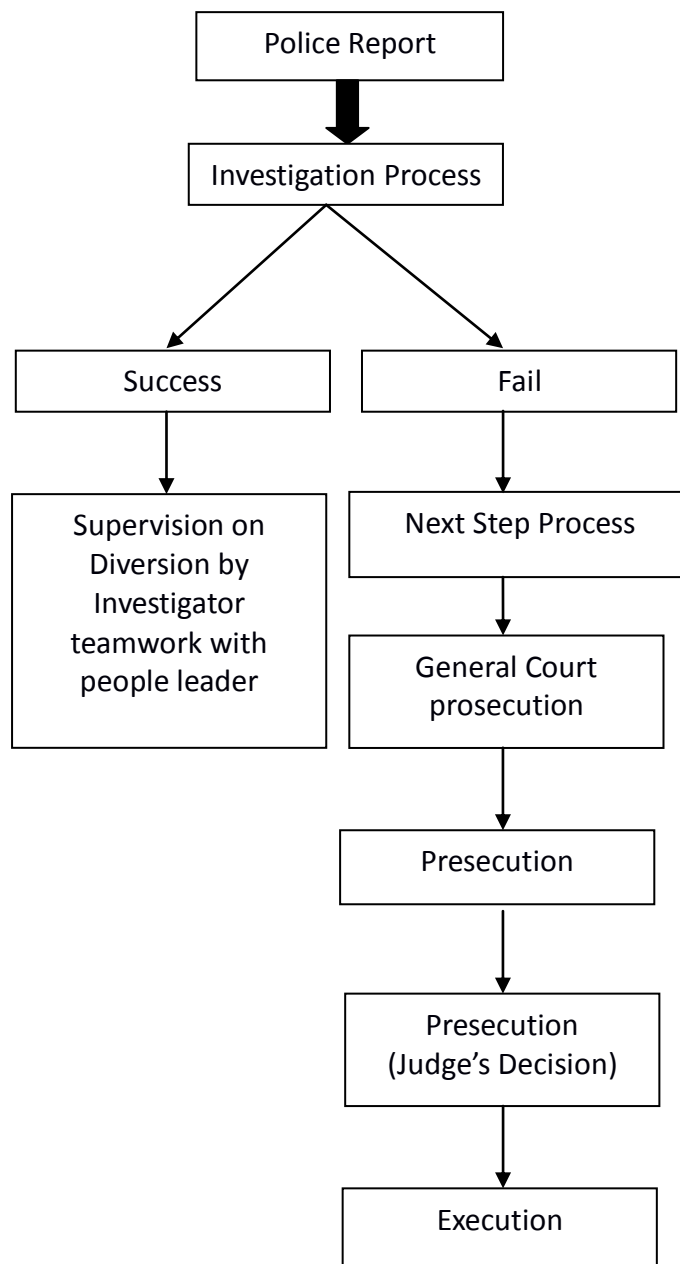 Police Report
Investigation Process
Success
Fail
Supervision on
Diversion by
Investigator
teamwork with
people leader
Next Step Process
General Court
prosecution
Presecution
Presecution
(Judge’s Decision)
Execution